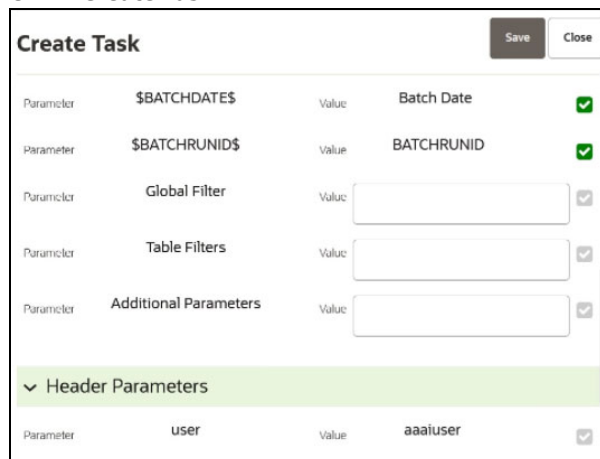 Create Task Save Close
Parameter $BATCHDATE$ Value Batch Date
Parameter $BATCHRUNID$ Value BATCHRUNID
Parameter Global Filter Value
Parameter Table Filters Value
Parameter Additional Parameters Value
Header Parameters
Parameter user Value aaaiuser